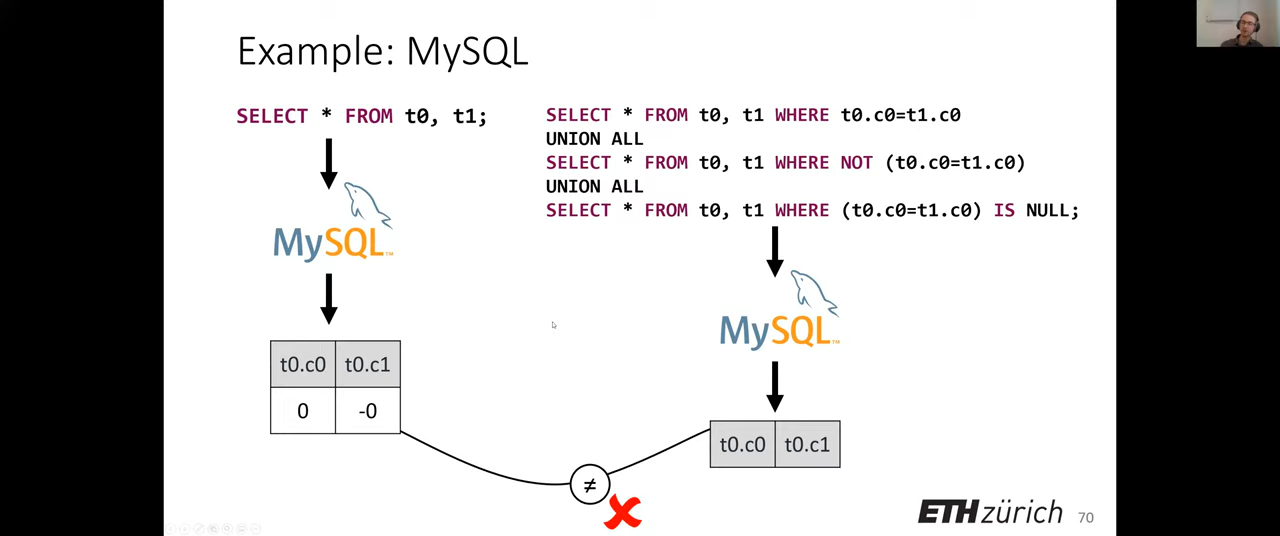 Example: MySQL
SELECT * FROM t0, t1;
SELECT * FROM t0, t1 WHERE t0.c0=t1.c0
UNION ALL
SELECT * FROM t0, t1 WHERE NOT (t0.c0=t1.c0)
UNION ALL
SELECT * FROM t0, t1 WHERE (t0.c0=t1.c0) IS NULL;
MySQL™
MySQL™
t0.c0 t0.c1
0 -0
t0.c0 t0.c1
≠
ETH zürich 70